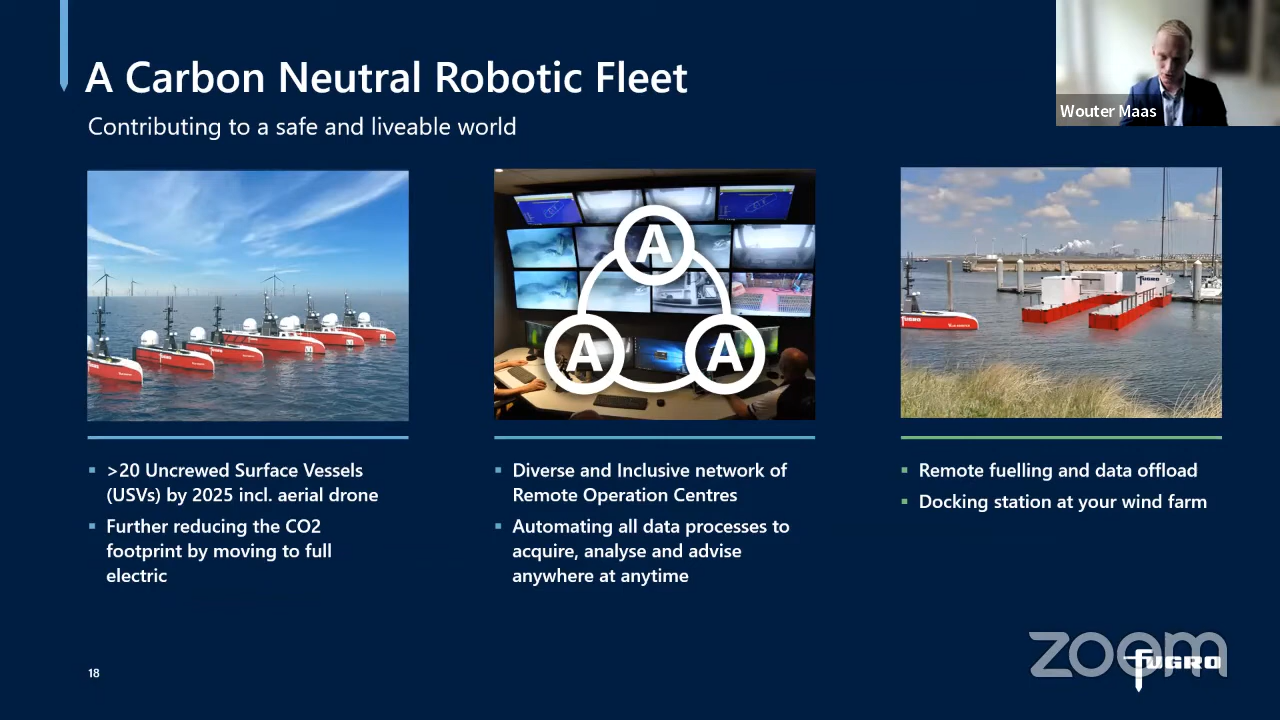 A Carbon Neutral Robotic Fleet
Contributing to a safe and liveable world
Wouter Maas
A
A
A
FUGRO
FUGRO
>20 Uncrewed Surface Vessels
(USVs) by 2025 incl. aerial drone
Further reducing the CO2
footprint by moving to full
electric
Diverse and Inclusive network of
Remote Operation Centres
Automating all data processes to
acquire, analyse and advise
anywhere at anytime
Remote fuelling and data offload
Docking station at your wind farm
18
zoom
FUGRO